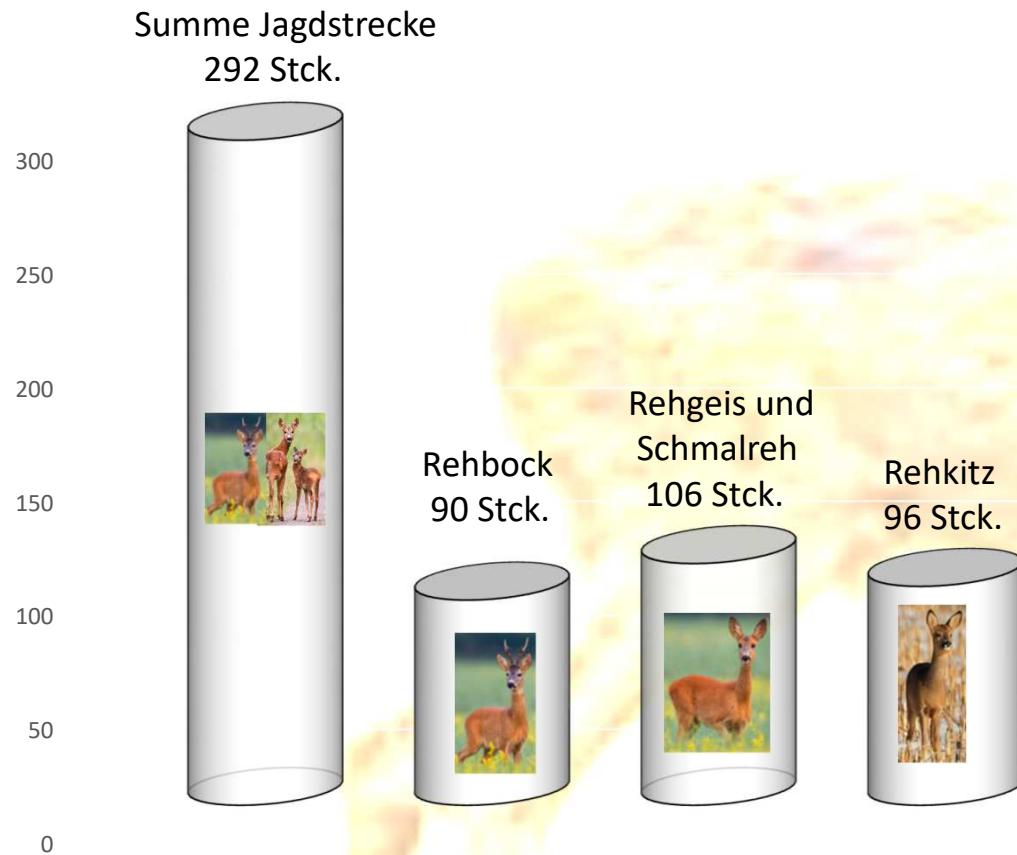 Summe Jagdstrecke
292 Stck.
300
250
200
150
100
50
0
Rehbock
90 Stck.
Rehgeis und
Schmalreh
106 Stck.
Rehkitz
96 Stck.